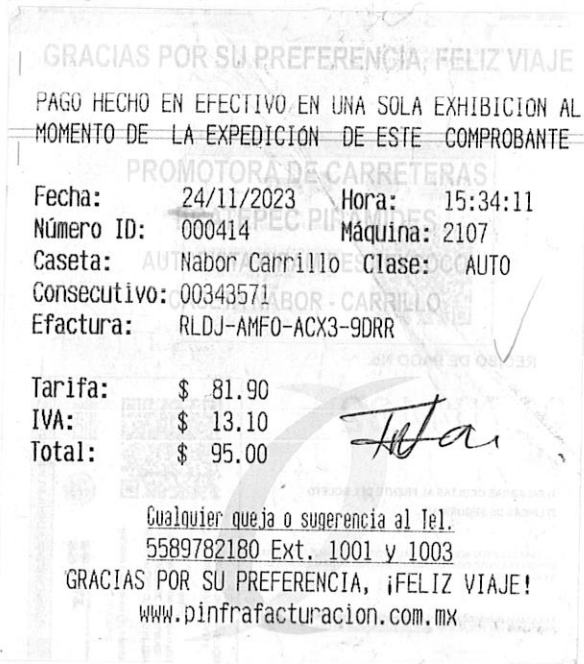 GRACIAS POR SU PREFERENCIA, FELIZ VIAJE
PAGO HECHO EN EFECTIVO EN UNA SOLA EXHIBICION AL
MOMENTO DE LA EXPEDICIÓN DE ESTE COMPROBANTE
PROMOTORA DE CARRETERAS
Fecha: 24/11/2023 Hora: 15:34:11
Número ID: 000414 Máquina: 2107
Caseta: Nabor Carrillo Clase: AUTO
Consecutivo: 00343571
Efactura: RLDJ-AMF0-ACX3-9DRR
Tarifa: $ 81.90
IVA: $ 13.10
Total: $ 95.00
Cualquier queja o sugerencia al Tel.
5589782180 Ext. 1001 y 1003
GRACIAS POR SU PREFERENCIA, ¡FELIZ VIAJE!
www.pinfrafacturacion.com.mx